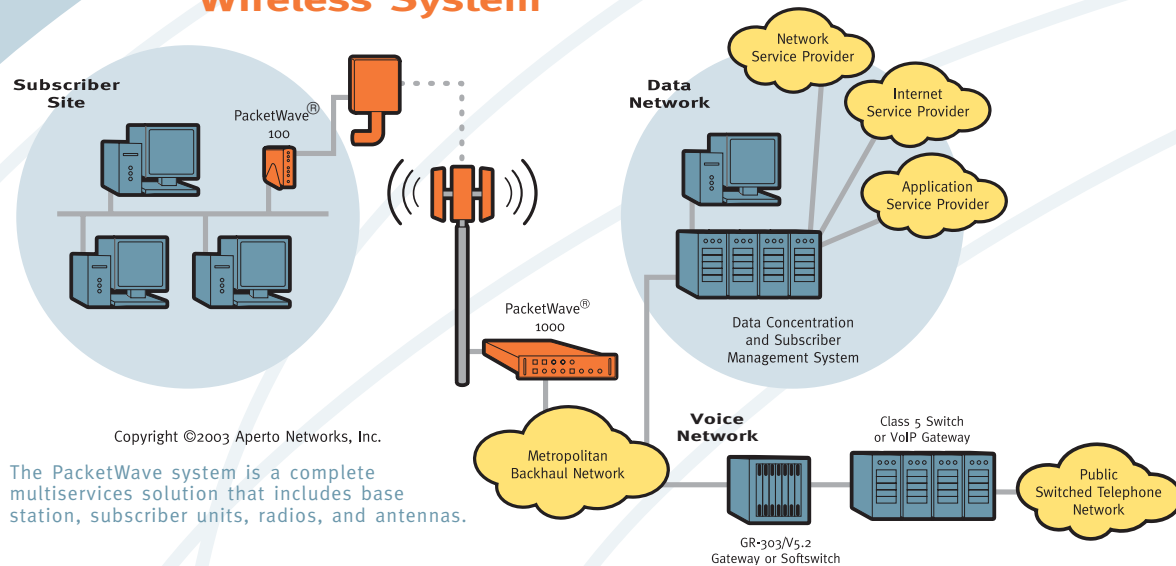 Wireless System
Subscriber
Site
PacketWave®
100
Data
Network
Network
Service Provider
Internet
Service Provider
Application
Service Provider
Data Concentration
and Subscriber
Management System
PacketWave®
1000
Metropolitan
Backhaul Network
Voice
Network
Class 5 Switch
or VoIP Gateway
Public
Switched Telephone
Network
GR-303/V5.2
Gateway or Softswitch
Copyright ©2003 Aperto Networks, Inc.
The PacketWave system is a complete
multiservices solution that includes base
station, subscriber units, radios, and antennas.